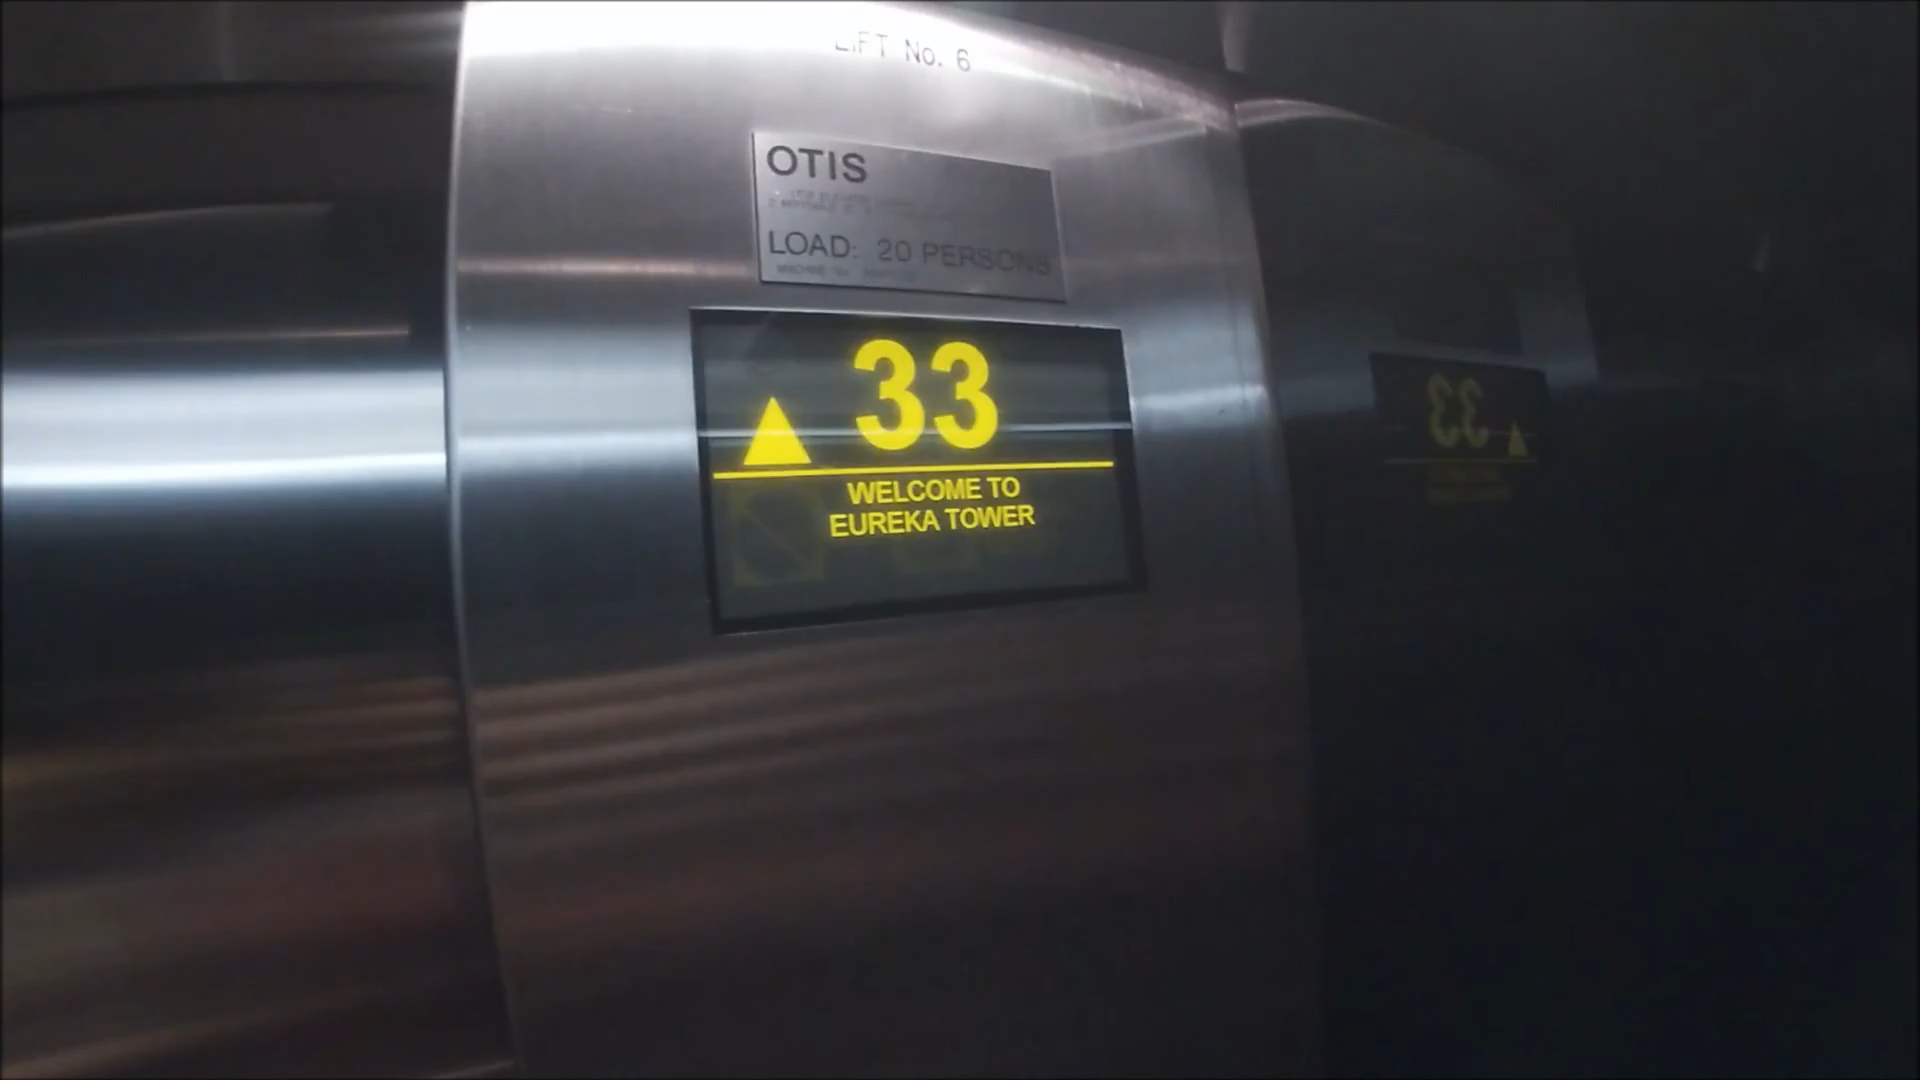 LIFT No. 6
OTIS
LOAD: 20 PERSONS
33
WELCOME TO
EUREKA TOWER